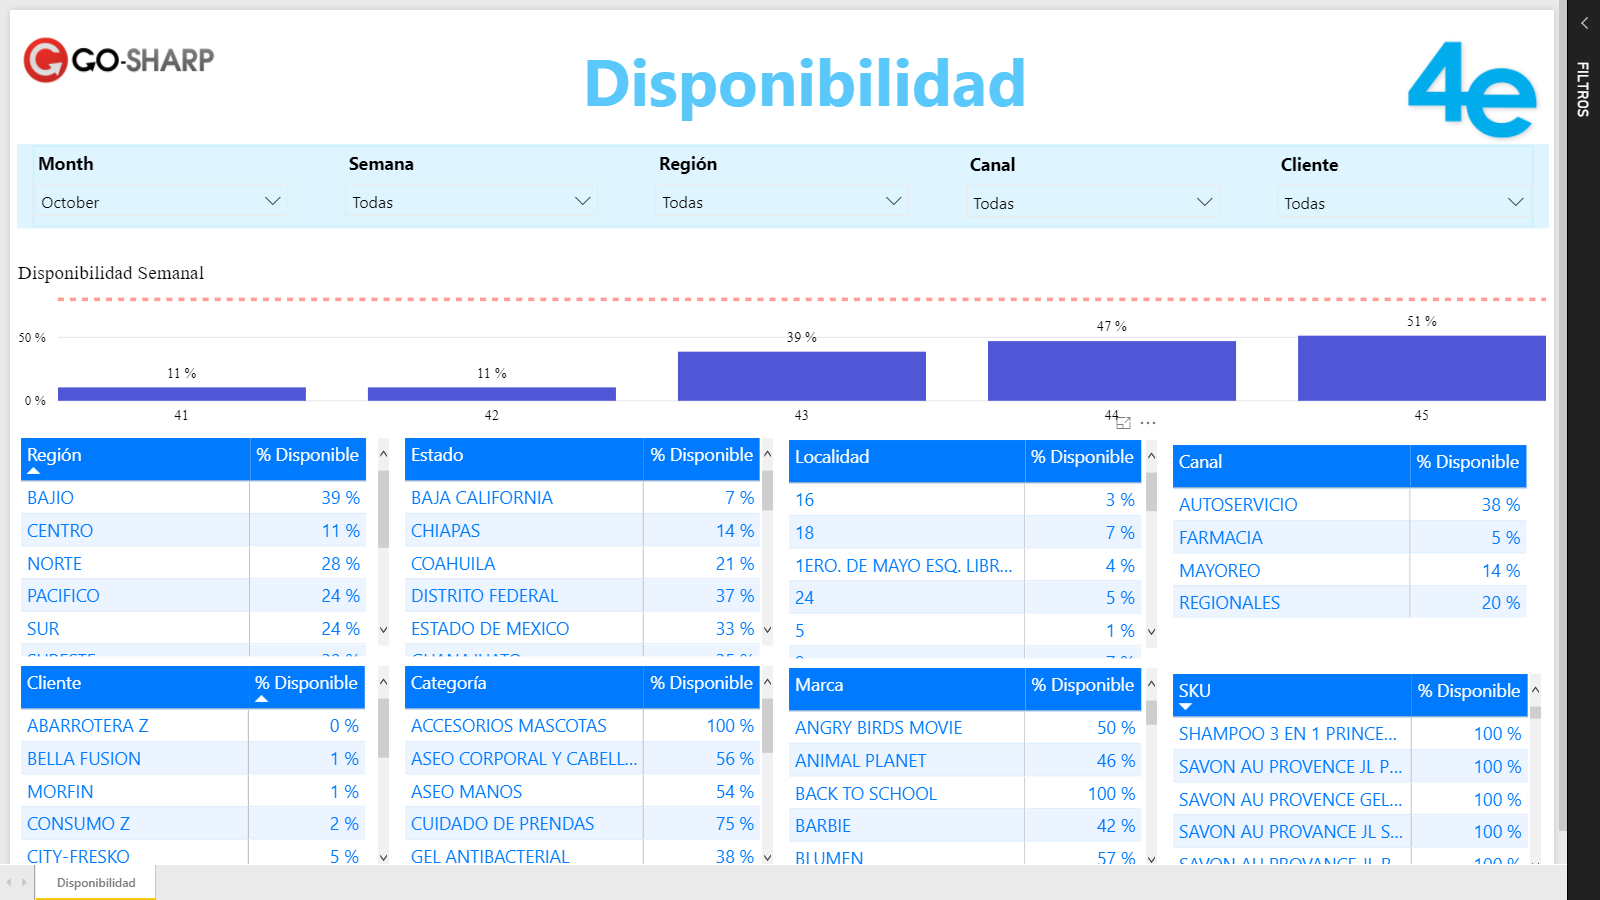 GO-SHARP
Disponibilidad
4e
FILTROS
Month
Semana
Región
Canal
Cliente
October
Todas
Todas
Todas
Todas
Disponibilidad Semanal
50 %
0 %
11 %
11 %
39 %
47 %
51 %
41
42
43
44
45
Región % Disponible
BAJIO 39 %
CENTRO 11 %
NORTE 28 %
PACIFICO 24 %
SUR 24 %
Estado % Disponible
BAJA CALIFORNIA 7 %
CHIAPAS 14 %
COAHUILA 21 %
DISTRITO FEDERAL 37 %
ESTADO DE MEXICO 33 %
Localidad % Disponible
16 3 %
18 7 %
1ERO. DE MAYO ESQ. LIBR... 4 %
24 5 %
5 1 %
Canal % Disponible
AUTOSERVICIO 38 %
FARMACIA 5 %
MAYOREO 14 %
REGIONALES 20 %
Cliente % Disponible
ABARROTERA Z 0 %
BELLA FUSION 1 %
MORFIN 1 %
CONSUMO Z 2 %
CITY-FRESKO 5 %
Categoría % Disponible
ACCESORIOS MASCOTAS 100 %
ASEO CORPORAL Y CABELL... 56 %
ASEO MANOS 54 %
CUIDADO DE PRENDAS 75 %
GEL ANTIBACTERIAL 38 %
Marca % Disponible
ANGRY BIRDS MOVIE 50 %
ANIMAL PLANET 46 %
BACK TO SCHOOL 100 %
BARBIE 42 %
BLUMEN 57 %
SKU % Disponible
SHAMPOO 3 EN 1 PRINCE... 100 %
SAVON AU PROVENCE JL P... 100 %
SAVON AU PROVENCE GEL... 100 %
SAVON AU PROVANCE JL S... 100 %
Disponibilidad